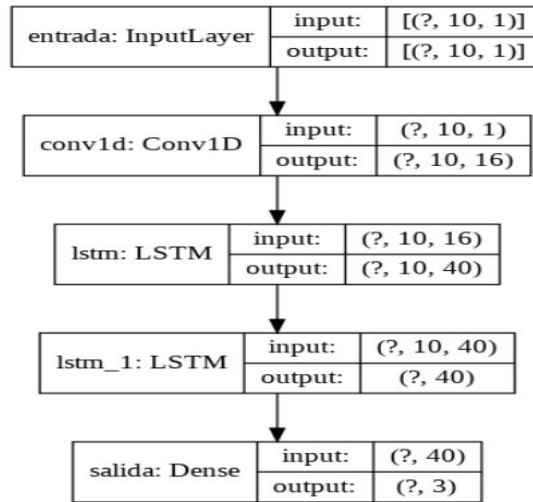 entrada: InputLayer
input: [(?, 10, 1)]
output: [(?, 10, 1)]
conv1d: Conv1D
input: (?, 10, 1)
output: (?, 10, 16)
lstm: LSTM
input: (?, 10, 16)
output: (?, 10, 40)
lstm_1: LSTM
input: (?, 10, 40)
output: (?, 40)
salida: Dense
input: (?, 40)
output: (?, 3)